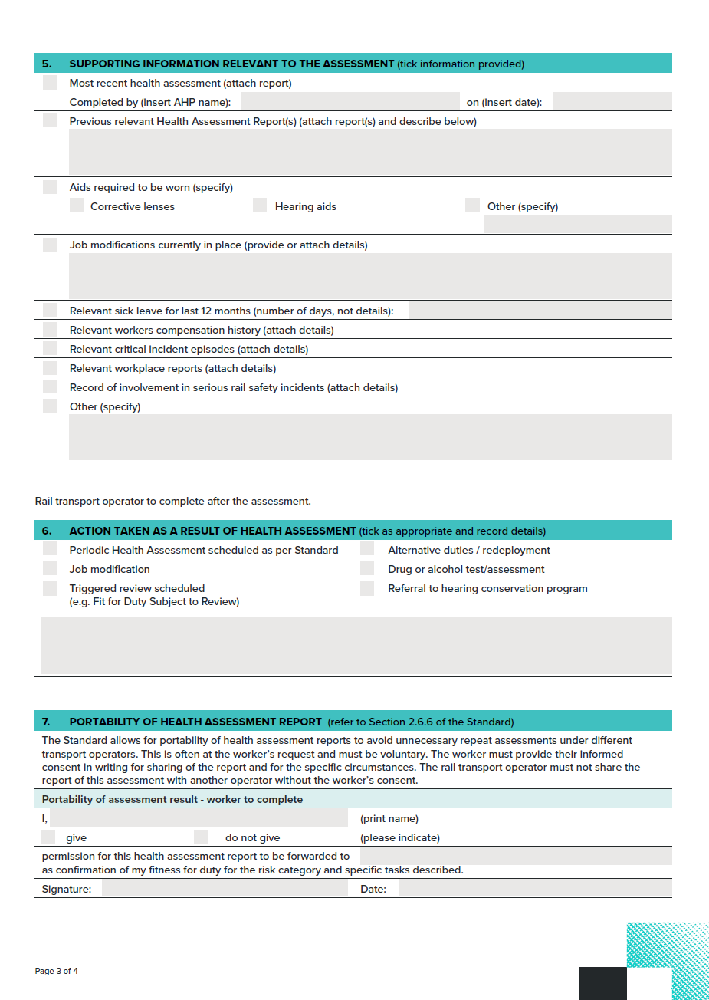 5. SUPPORTING INFORMATION RELEVANT TO THE ASSESSMENT (tick information provided)
Most recent health assessment (attach report)
Completed by (insert AHP name): on (insert date):
Previous relevant Health Assessment Report(s) (attach report(s) and describe below)
Aids required to be worn (specify)
Corrective lenses Hearing aids Other (specify)
Job modifications currently in place (provide or attach details)
Relevant sick leave for last 12 months (number of days, not details):
Relevant workers compensation history (attach details)
Relevant critical incident episodes (attach details)
Relevant workplace reports (attach details)
Record of involvement in serious rail safety incidents (attach details)
Other (specify)
Rail transport operator to complete after the assessment.
6. ACTION TAKEN AS A RESULT OF HEALTH ASSESSMENT (tick as appropriate and record details)
Periodic Health Assessment scheduled as per Standard Alternative duties / redeployment
Job modification Drug or alcohol test/assessment
Triggered review scheduled Referral to hearing conservation program
(e.g. Fit for Duty Subject to Review)
7. PORTABILITY OF HEALTH ASSESSMENT REPORT (refer to Section 2.6.6 of the Standard)
The Standard allows for portability of health assessment reports to avoid unnecessary repeat assessments under different
transport operators. This is often at the worker's request and must be voluntary. The worker must provide their informed
consent in writing for sharing of the report and for the specific circumstances. The rail transport operator must not share the
report of this assessment with another operator without the worker's consent.
Portability of assessment result - worker to complete
I, (print name)
give do not give (please indicate)
permission for this health assessment report to be forwarded to
as confirmation of my fitness for duty for the risk category and specific tasks described.
Signature: Date:
Page 3 of 4